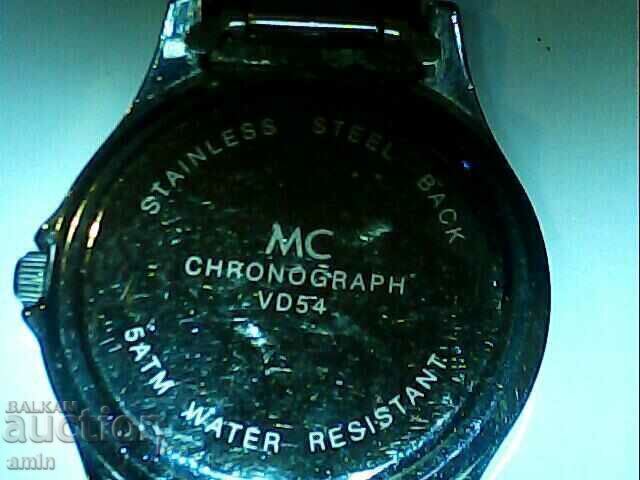 STAINLESS STEEL BACK
MC
CHRONOGRAPH
VD54
5ATM WATER RESISTANT
BALKAN
auction
amin